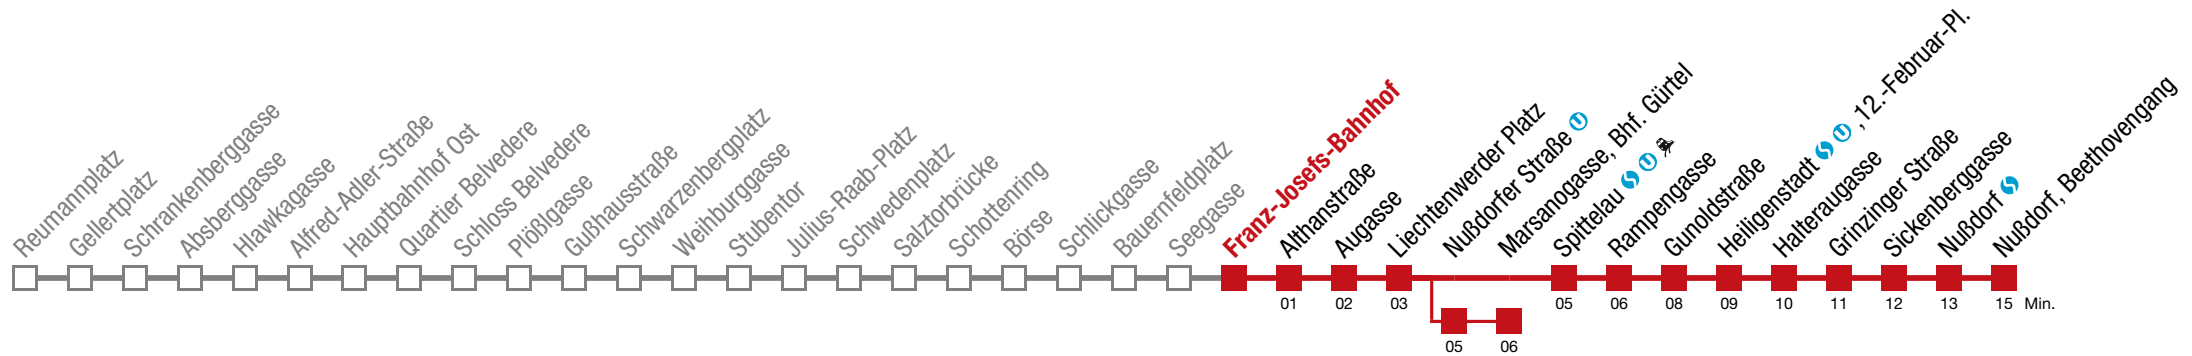 Reumannplatz
Gellertplatz
Schrankenberggasse
Absberggasse
Hlawkagasse
Alfred-Adler-Straße
Hauptbahnhof Ost
Quartier Belvedere
Schloss Belvedere
Plößlgasse
Gußhausstraße
Schwarzenbergplatz
Weihburggasse
Stubentor
Julius-Raab-Platz
Schwedenplatz
Salztorbrücke
Schottenring
Börse
Schlickgasse
Bauernfeldplatz
Seegasse
Franz-Josefs-Bahnhof
Althanstraße
Augasse
Liechtenwerder Platz
Nußdorfer Straße U
Marsanogasse, Bhf. Gürtel
Spittelau S U
Rampengasse
Gunoldstraße
Heiligenstadt S U, 12.-Februar-Pl.
Halteraugasse
Grinzinger Straße
Sickenberggasse
Nußdorf S
Nußdorf, Beethovengang
01 02 03 05 06 08 09 10 11 12 13 15 Min.
05 06